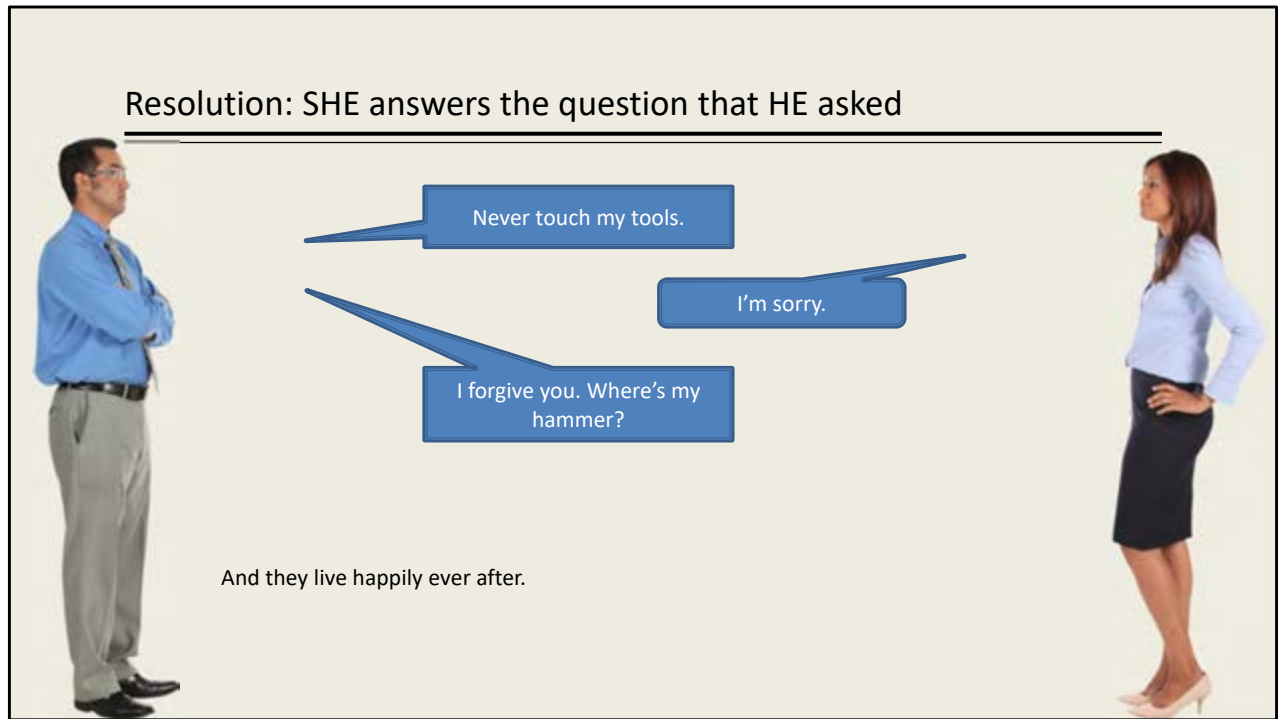 Resolution: SHE answers the question that HE asked
Never touch my tools.
I’m sorry.
I forgive you. Where’s my
hammer?
And they live happily ever after.